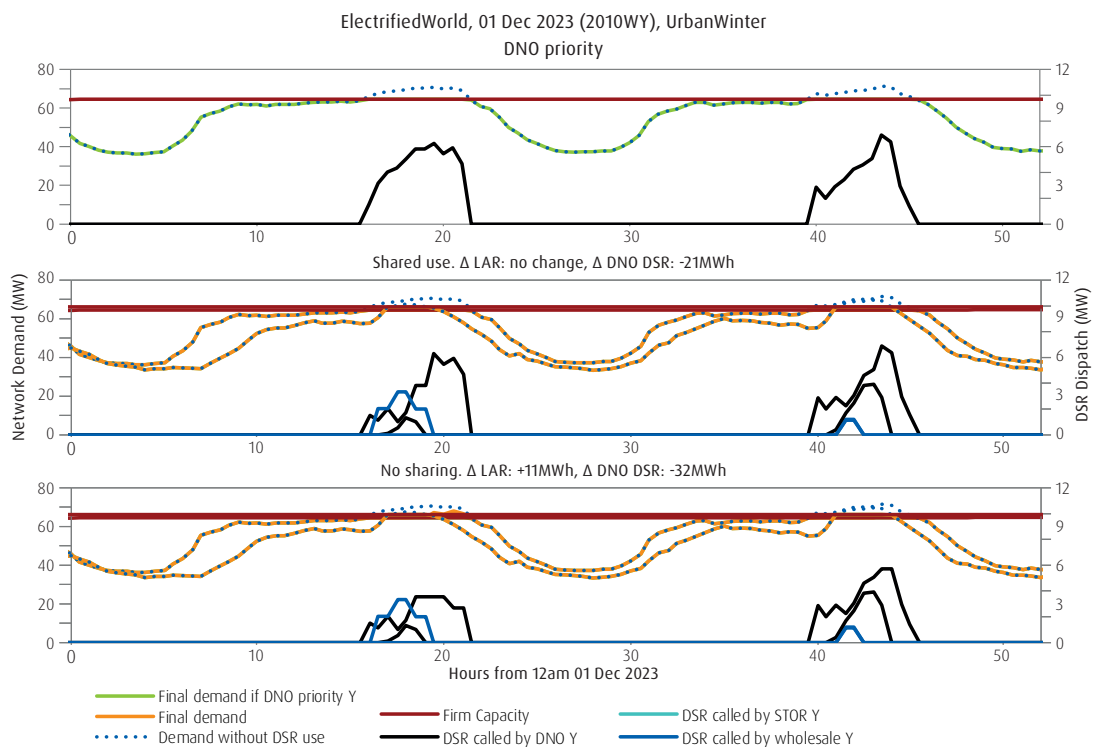 ElectrifiedWorld, 01 Dec 2023 (2010WY), UrbanWinter
DNO priority
80
60
40
20
0
12
9
6
3
0
0 10 20 30 40 50
Shared use. Δ LAR: no change, Δ DNO DSR: -21MWh
80
60
40
20
0
12
9
6
3
0
0 10 20 30 40 50
Network Demand (MW)
DSR Dispatch (MW)
No sharing. Δ LAR: +11MWh, Δ DNO DSR: -32MWh
80
60
40
20
0
12
9
6
3
0
0 10 20 30 40 50
Hours from 12am 01 Dec 2023
Final demand if DNO priority Y
Final demand
Demand without DSR use
Firm Capacity
DSR called by DNO Y
DSR called by STOR Y
DSR called by wholesale Y